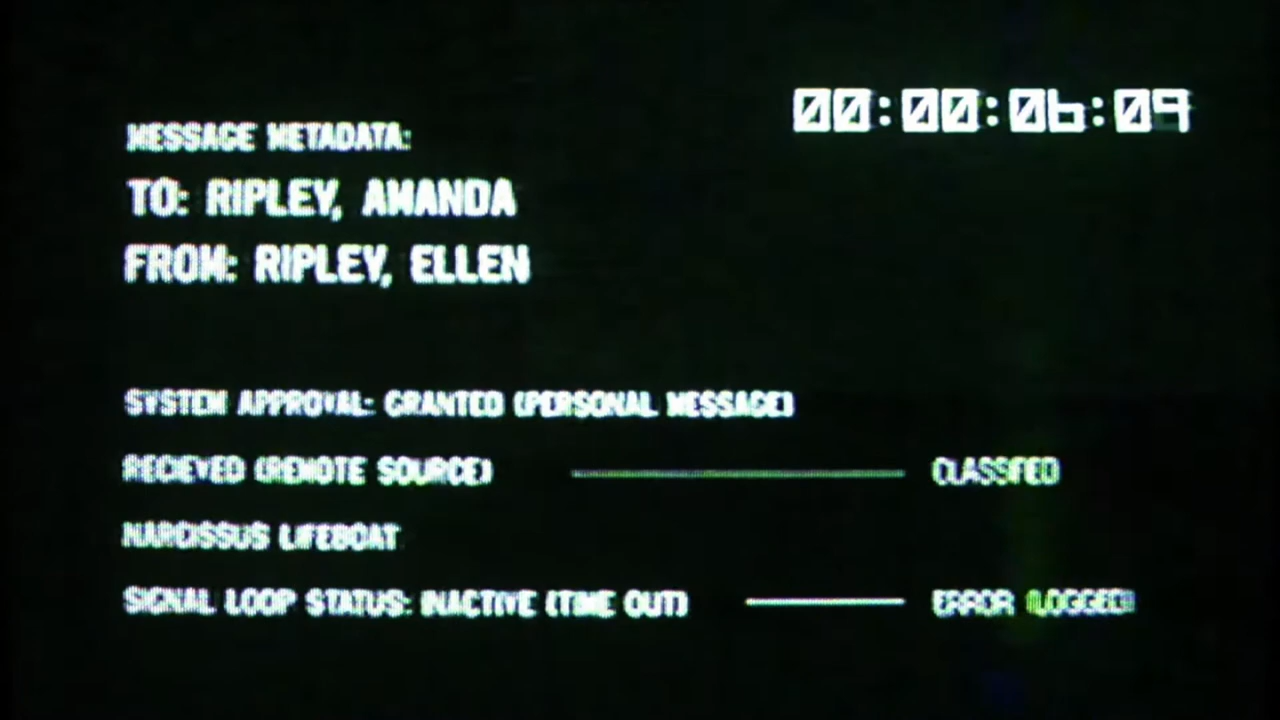 00:00:06:09
MESSAGE METADATA:
TO: RIPLEY, AMANDA
FROM: RIPLEY, ELLEN
SYSTEM APPROVAL: GRANTED (PERSONAL MESSAGE)
RECIEVED (REMOTE SOURCE) CLASSIFED
NARCISSUS LIFEBOAT
SIGNAL LOOP STATUS: INACTIVE (TIME OUT) ERROR (LOGGED)